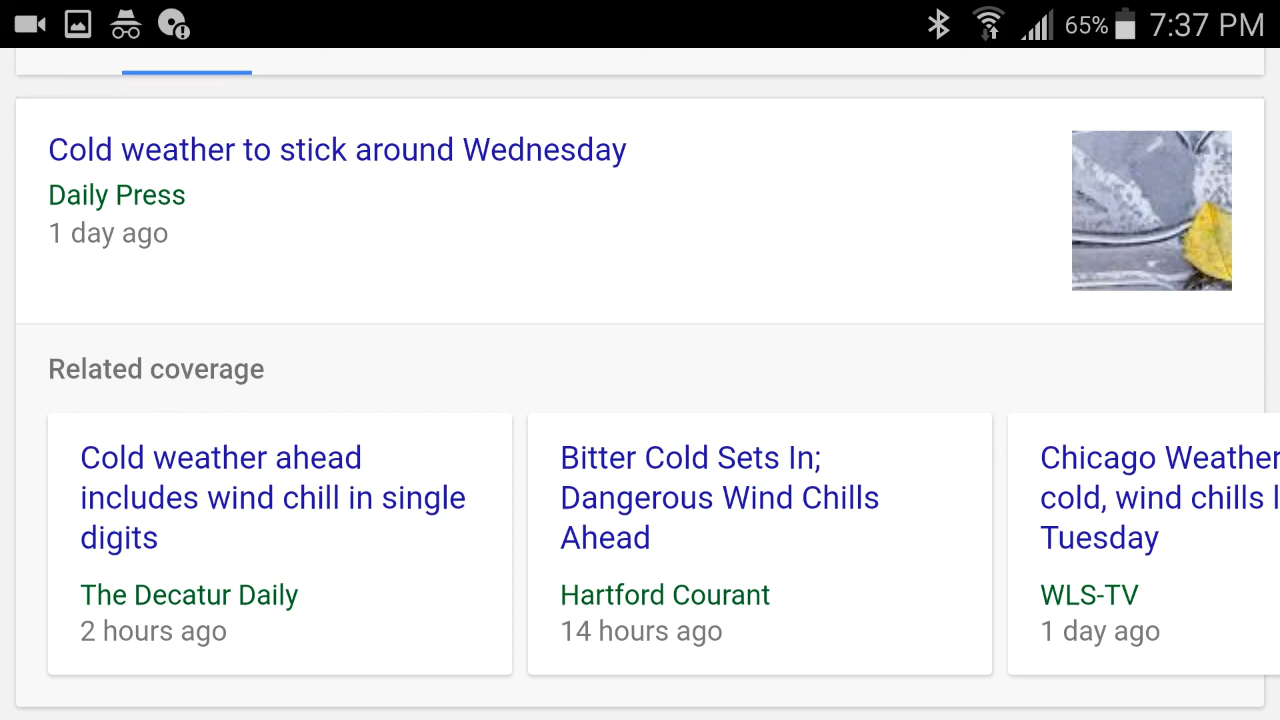 65% 7:37 PM
Cold weather to stick around Wednesday
Daily Press
1 day ago
Related coverage
Cold weather ahead
includes wind chill in single
digits
The Decatur Daily
2 hours ago
Bitter Cold Sets In;
Dangerous Wind Chills
Ahead
Hartford Courant
14 hours ago
Chicago Weather
cold, wind chills
Tuesday
WLS-TV
1 day ago